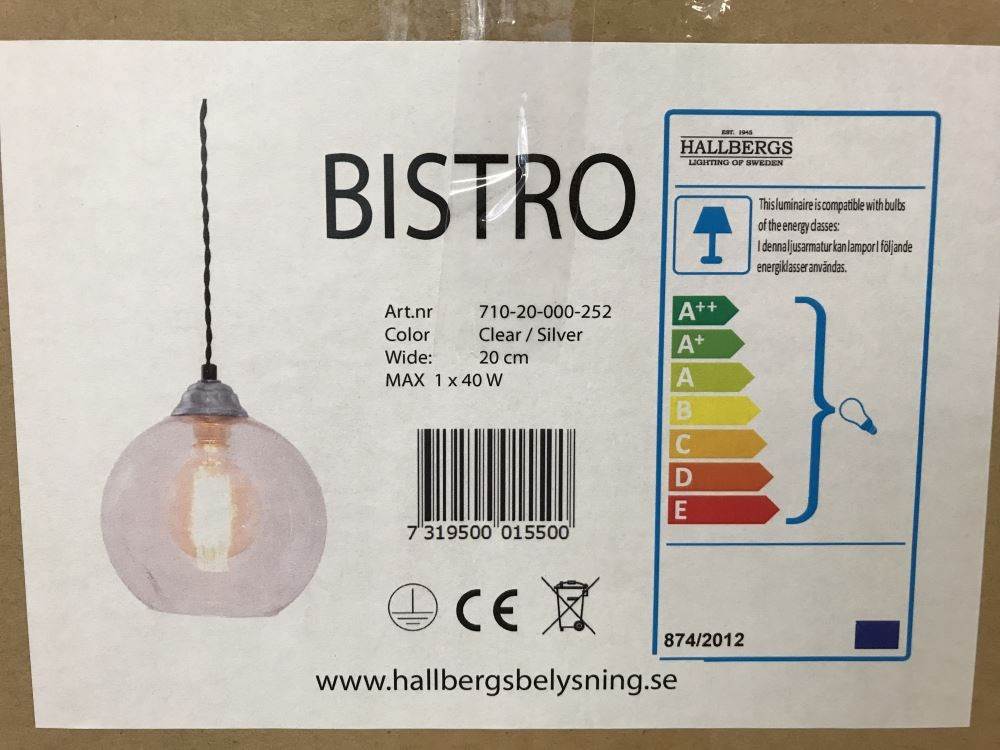 BISTRO
Art.nr 710-20-000-252
Color Clear / Silver
Wide: 20 cm
MAX 1 x 40 W
7 319500 015500
CE
www.hallbergsbelysning.se
EST. 1945
HALLBERGS
LIGHTING OF SWEDEN
This luminaire is compatible with bulbs
of the energy classes:
I denna ljusarmatur kan lampor I följande
energiklasser användas.
A++
A+
A
B
C
D
E
874/2012